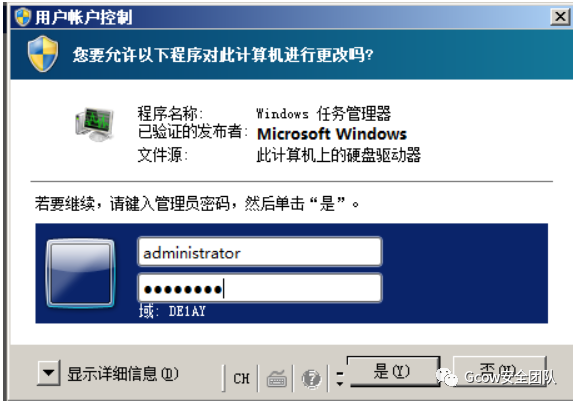 用户帐户控制
您要允许以下程序对此计算机进行更改吗?
程序名称: Windows 任务管理器
已验证的发布者: Microsoft Windows
文件源: 此计算机上的硬盘驱动器
若要继续，请键入管理员密码，然后单击“是”。
administrator
●●●●●●●●
域: DE1AY
显示详细信息(D) CH 是(Y) 否(N)
Gcow安全团队